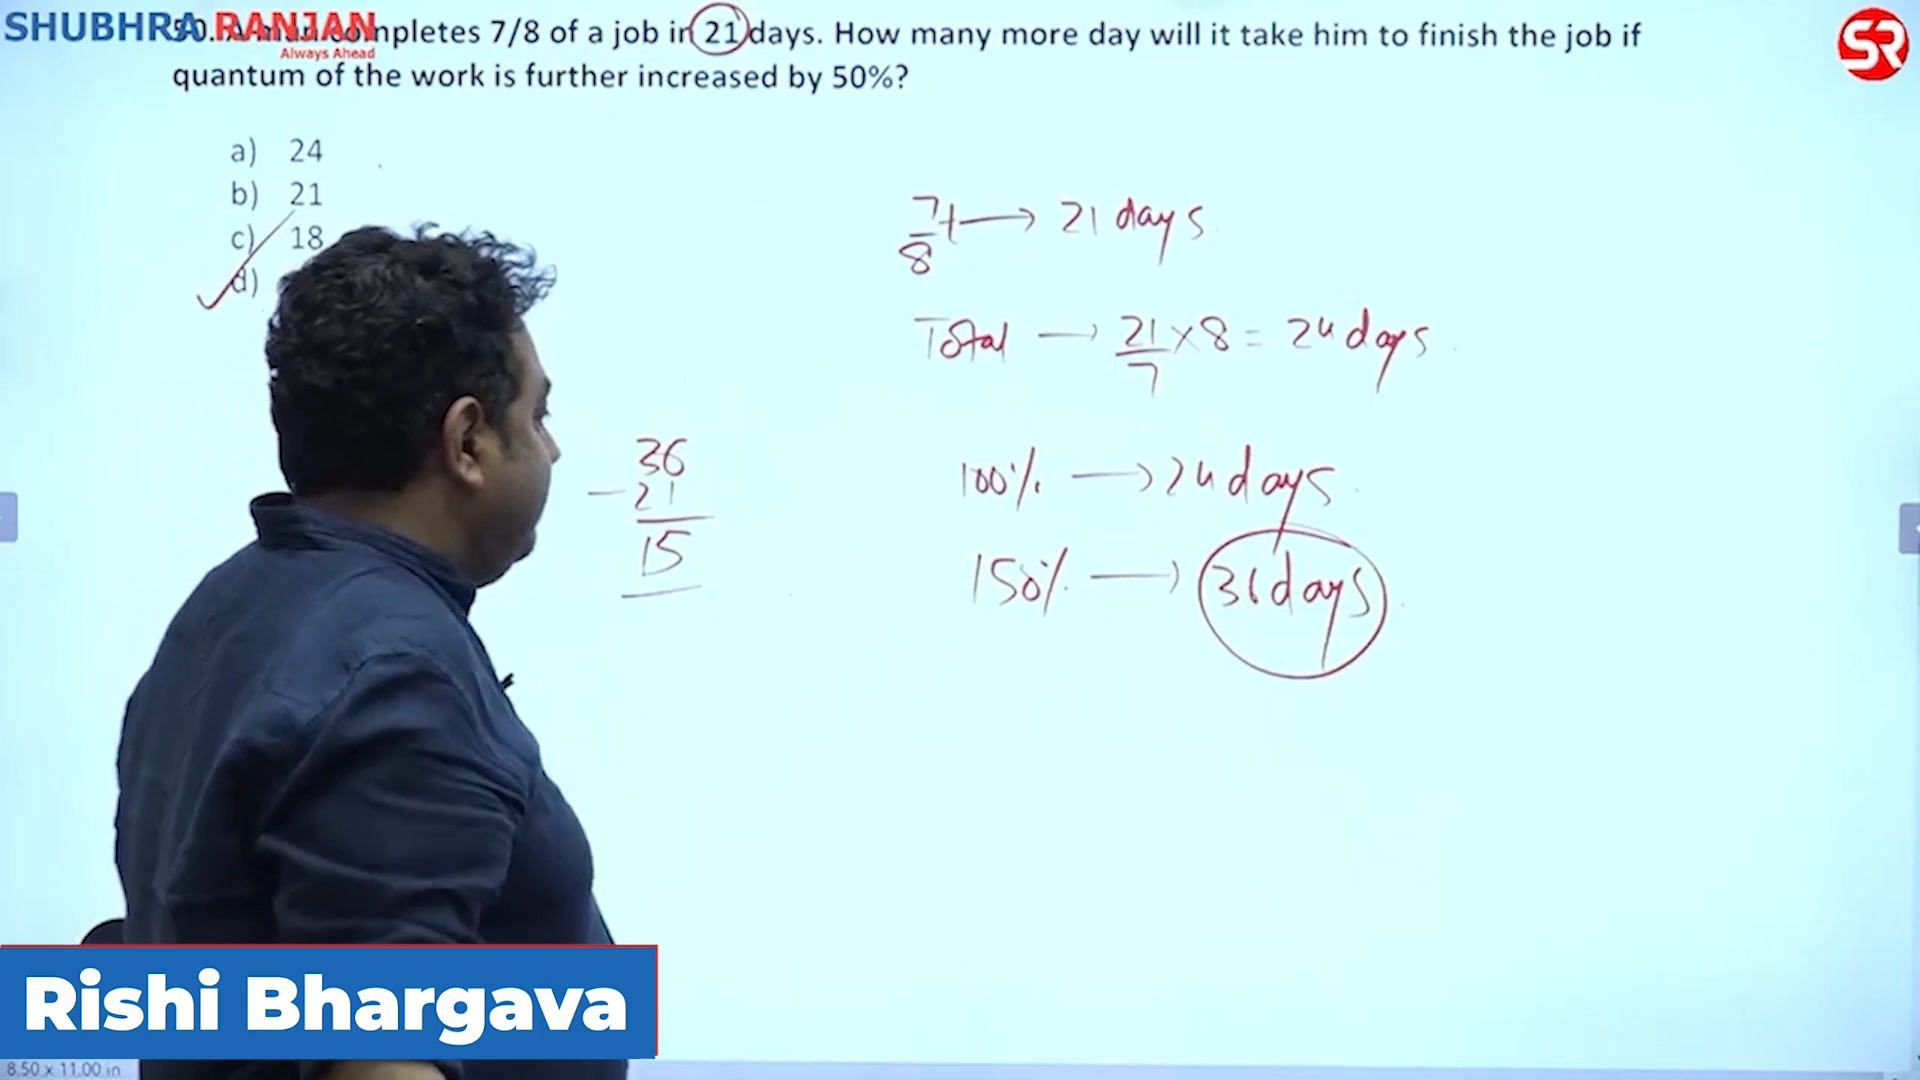 SHUBHRA RANJAN
Always Ahead
SR
completes 7/8 of a job in 21 days. How many more day will it take him to finish the job if
quantum of the work is further increased by 50%?
a) 24
b) 21
c) 18
d)
7/8 → 21 days
Total → 21/7 × 8 = 24 days
100% → 24 days
150% → 36 days
36
- 21
15
Rishi Bhargava
8.50 x 11.00 in